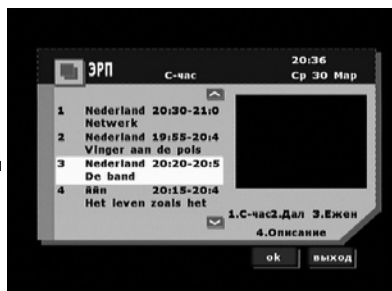 20:36
ЭРП
С-час
Ср 30 Мар
1 Nederland 20:30-21:0
Netwerk
2 Nederland 19:55-20:4
Vinger aan de pols
3 Nederland 20:20-20:5
De band
4 ййn 20:15-20:4
Het leven zoals het
1.С-час2.Дал 3.Ежен
4.Описание
ok выход